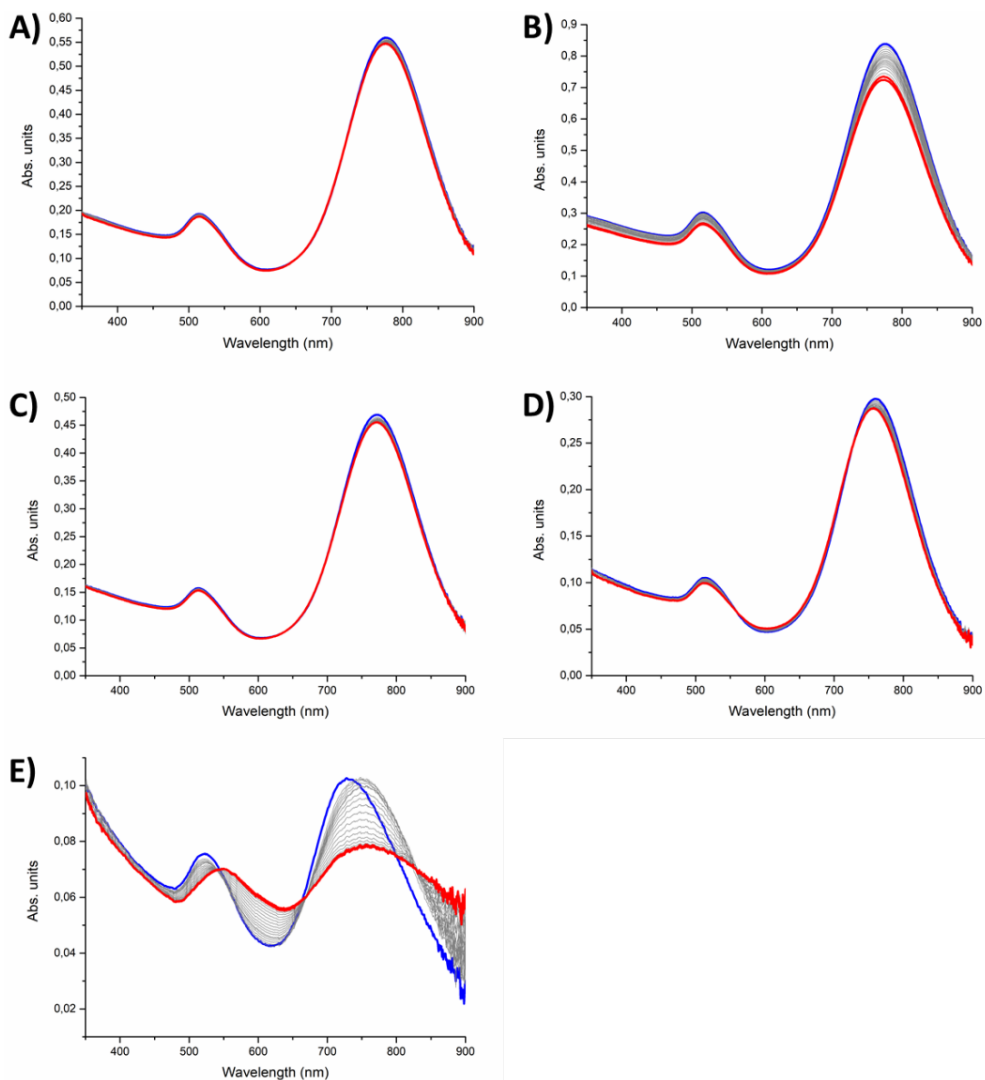 A)
0,60
0,55
0,50
0,45
0,40
0,35
0,30
0,25
0,20
0,15
0,10
0,05
0,00
Abs. units
400 500 600 700 800 900
Wavelength (nm)
B)
0,9
0,8
0,7
0,6
0,5
0,4
0,3
0,2
0,1
0,0
Abs. units
400 500 600 700 800 900
Wavelength (nm)
C)
0,50
0,45
0,40
0,35
0,30
0,25
0,20
0,15
0,10
0,05
0,00
Abs. units
400 500 600 700 800 900
Wavelength (nm)
D)
0,30
0,25
0,20
0,15
0,10
0,05
0,00
Abs. units
400 500 600 700 800 900
Wavelength (nm)
E)
0,10
0,08
0,06
0,04
0,02
Abs. units
400 500 600 700 800 900
Wavelength (nm)